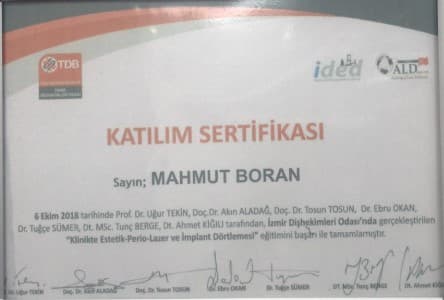 TDB
ided
ALD
KATILIM SERTİFİKASI
Sayın; MAHMUT BORAN
6 Ekim 2018 tarihinde Prof. Dr. Uğur TEKİN, Doç.Dr. Akın ALADAĞ, Doç. Dr. Tosun TOSUN, Dr. Ebru OKAN,
Dr. Tuğçe SÜMER, Dt. MSc. Tunç BERGE, Dt. Ahmet KİĞILI tarafından, İzmir Dişhekimleri Odası'nda gerçekleştirilen
"Klinikte Estetik-Perio-Lazer ve İmplant Dörtlemesi" eğitimini başarı ile tamamlamıştır.
Dr. Uğur TEKİN Doç. Dr. Akın ALADAĞ Doç. Dr. Tosun TOSUN Dr. Ebru OKAN Dr. Tuğçe SÜMER DT. MSc. Tunç BERGE Dt. Ahmet KİĞILI